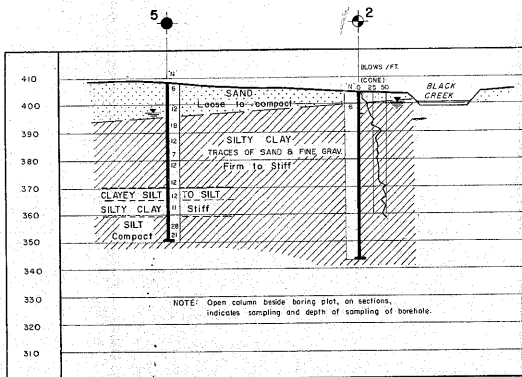 5
2
BLOWS /FT.
(CONE)
N
N 0 25 50
410
400
390
380
370
360
350
340
330
320
310
BLACK
CREEK
SAND
Loose to compact
SILTY CLAY
TRACES OF SAND & FINE GRAV.
Firm to Stiff
CLAYEY SILT TO SILT
SILTY CLAY Stiff
SILT
Compact
6
12
18
12
7
12
12
12
11
28
21
6
NOTE: Open column beside boring plot, on sections,
indicates sampling and depth of sampling of borehole.